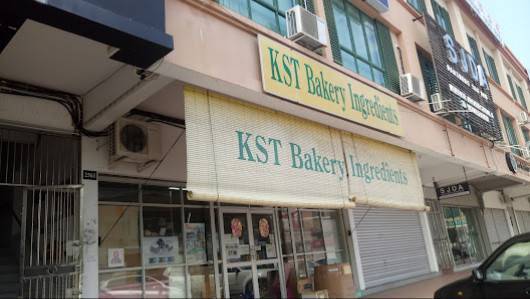 KST Bakery Ingredients
KST Bakery Ingredients
SJDA
SJDA